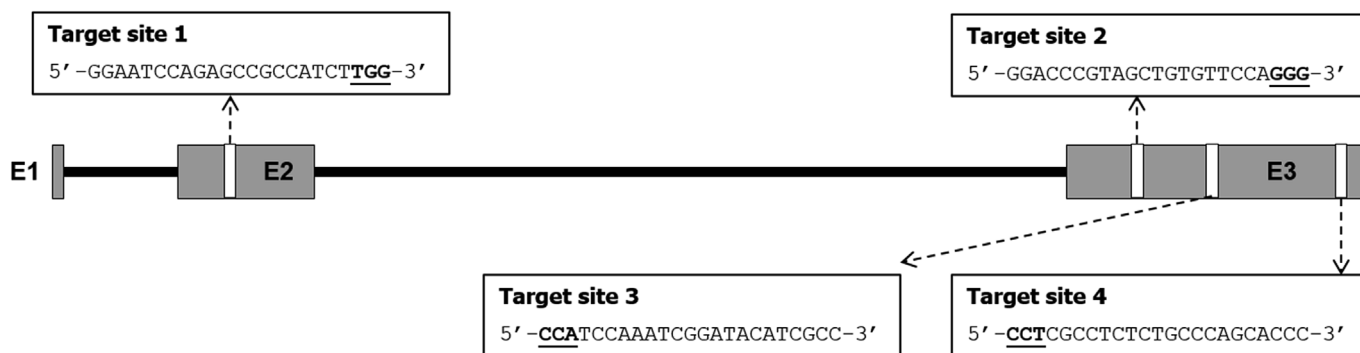 Target site 1
5’-GGAATCCAGAGCCGCCATCTTGG-3’
Target site 2
5’-GGACCCGTAGCTGTGTTCCAGGG-3’
E1
E2
E3
Target site 3
5’-CCATCCAAATCGGATACATCGCC-3’
Target site 4
5’-CCTCGCCTCTCTGCCCAGCACCC-3’